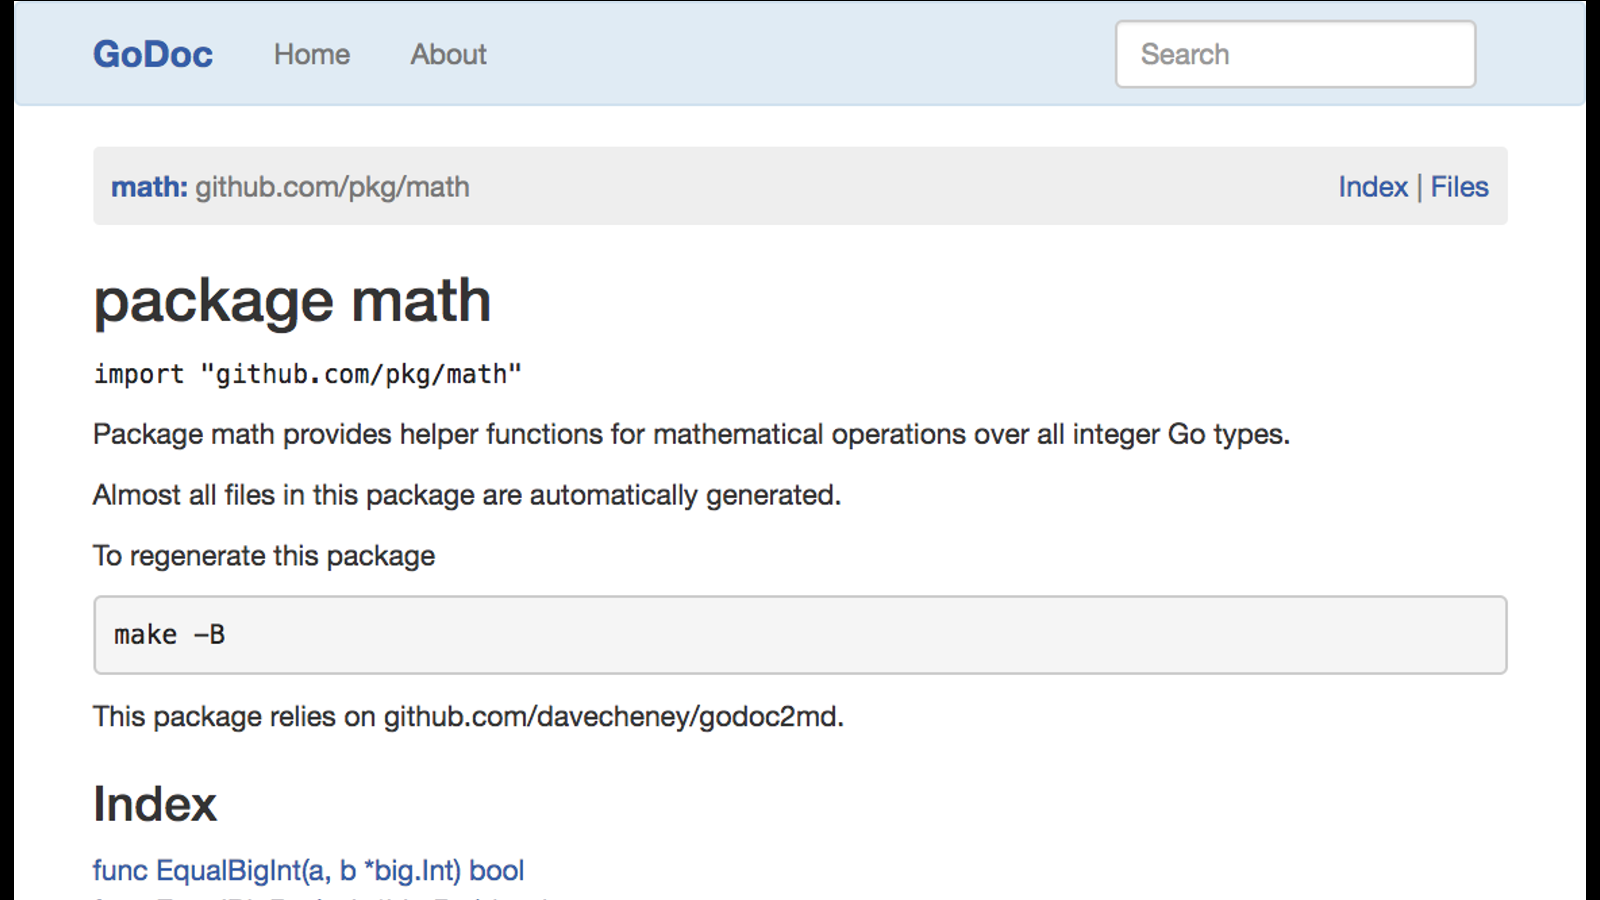 GoDoc Home About Search
math: github.com/pkg/math Index | Files
package math
import "github.com/pkg/math"
Package math provides helper functions for mathematical operations over all integer Go types.
Almost all files in this package are automatically generated.
To regenerate this package
make -B
This package relies on github.com/davecheney/godoc2md.
Index
func EqualBigInt(a, b *big.Int) bool